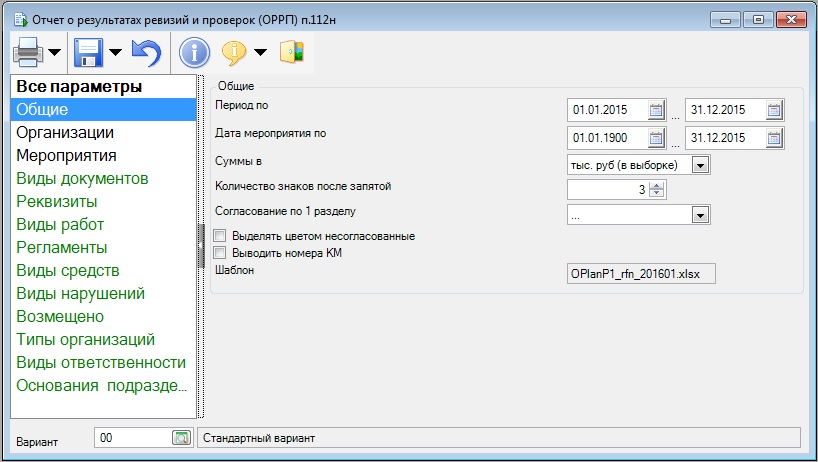 Отчет о результатах ревизий и проверок (ОРРП) п.112н
Все параметры
Общие
Организации
Мероприятия
Виды документов
Реквизиты
Виды работ
Регламенты
Виды средств
Виды нарушений
Возмещено
Типы организаций
Виды ответственности
Основания подразде...
Общие
Период по 01.01.2015 ... 31.12.2015
Дата мероприятия по 01.01.1900 ... 31.12.2015
Суммы в тыс. руб (в выборке)
Количество знаков после запятой 3
Согласование по 1 разделу ...
Выделять цветом несогласованные
Выводить номера КМ
Шаблон OPlanP1_rfn_201601.xlsx
Вариант 00 Стандартный вариант